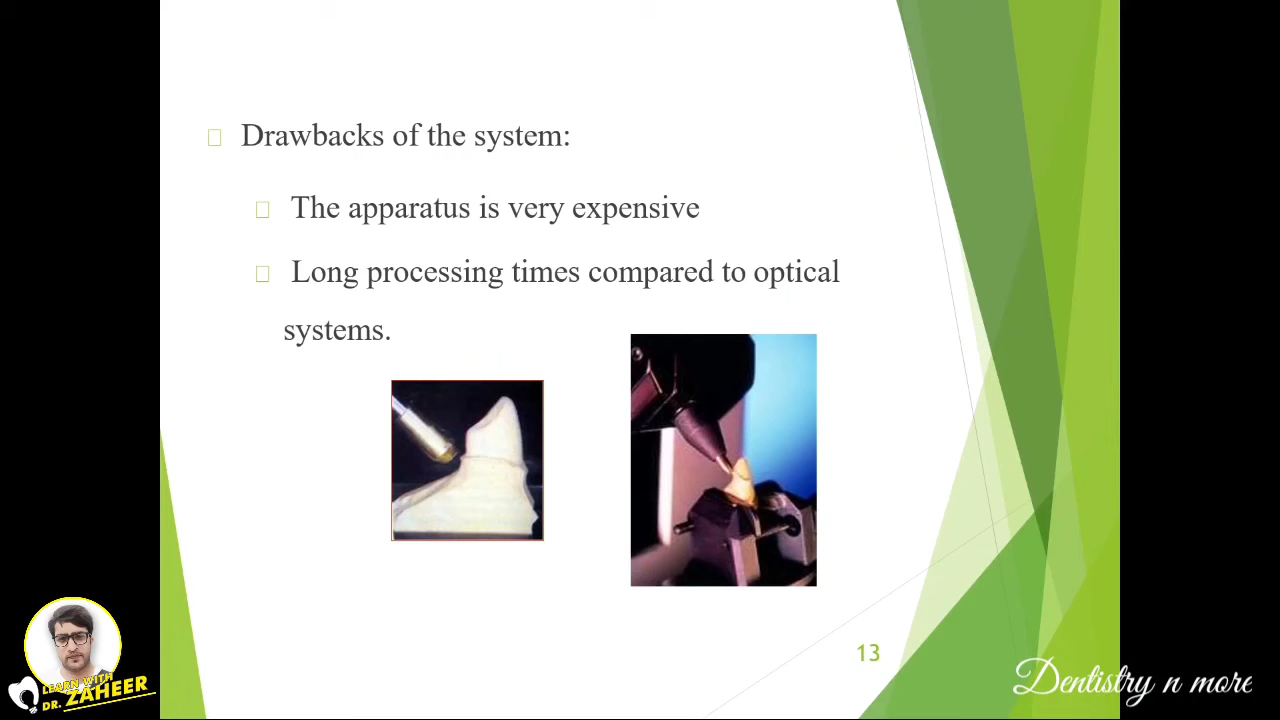 Drawbacks of the system:
The apparatus is very expensive
Long processing times compared to optical
systems.
13
LEARN WITH
DR. ZAHEER
Dentistry n more